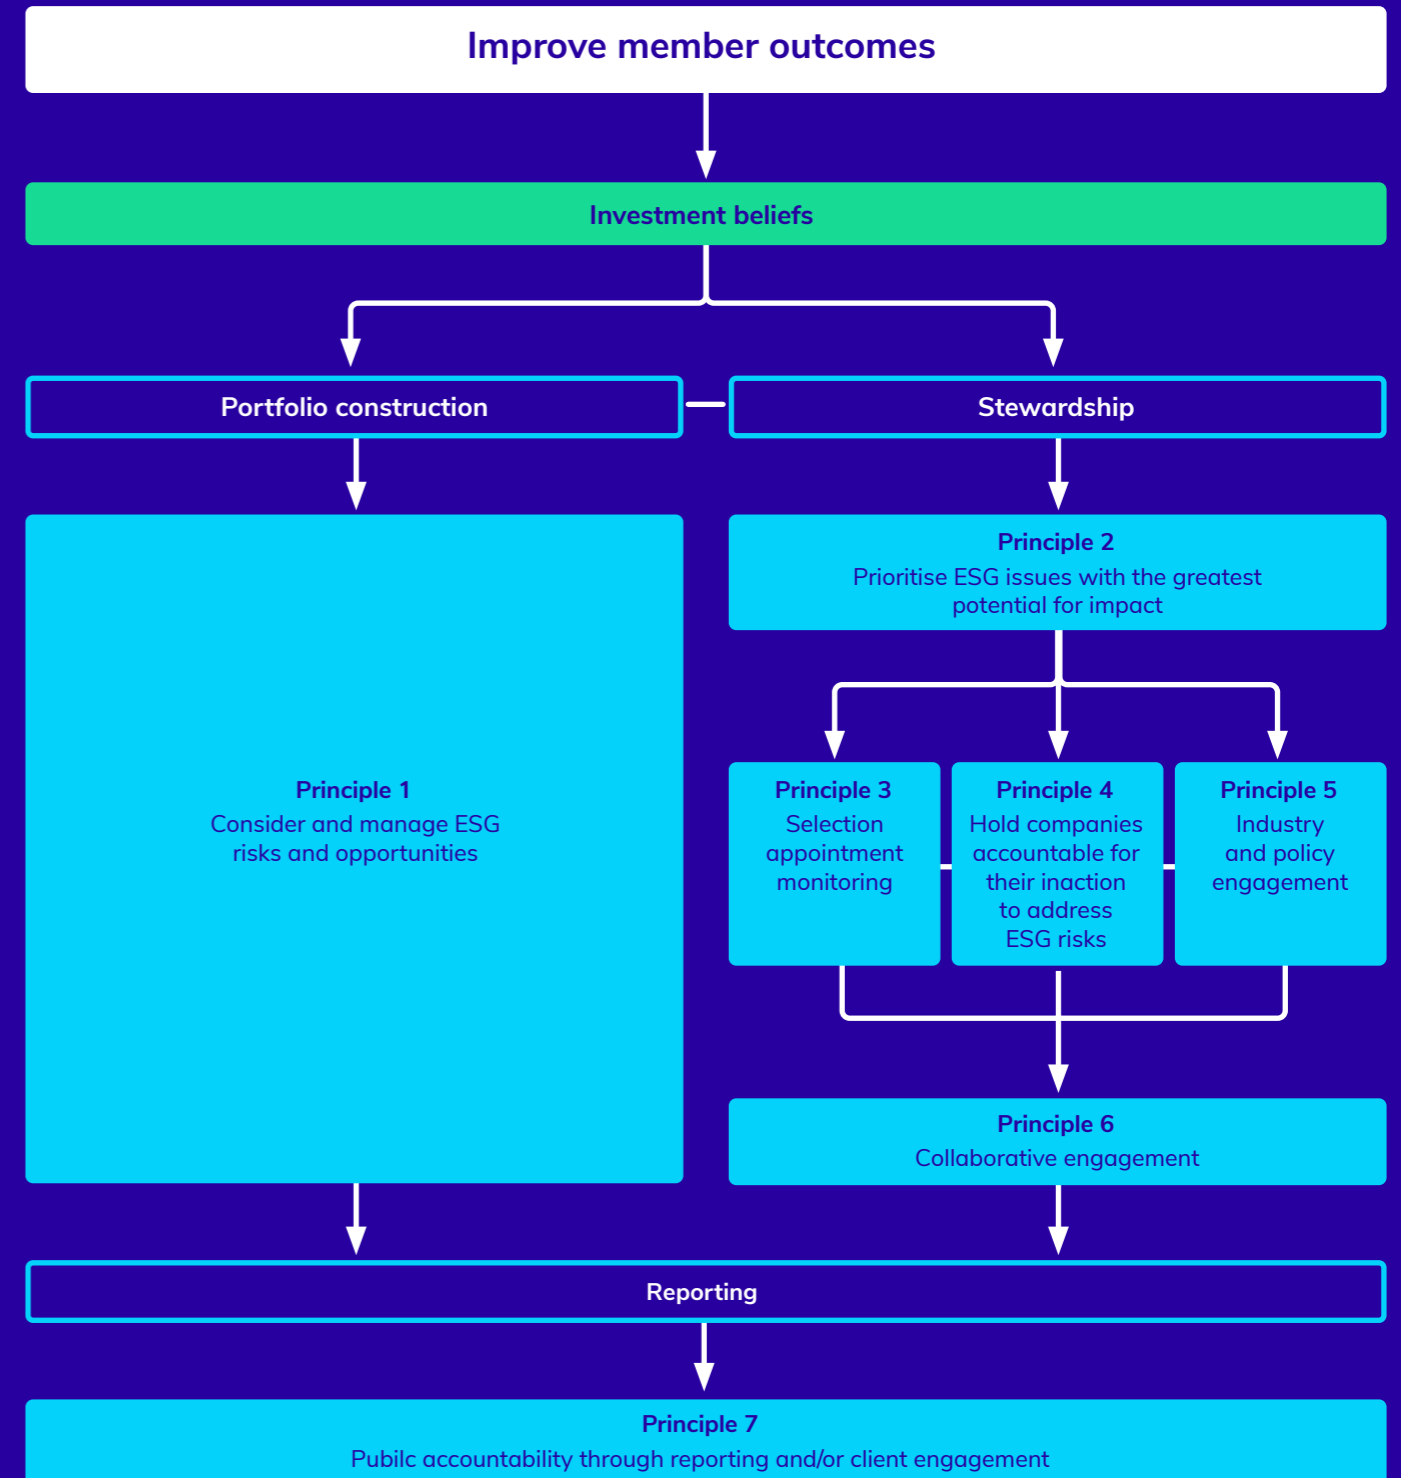 Improve member outcomes
Investment beliefs
Portfolio construction
Stewardship
Principle 1
Consider and manage ESG
risks and opportunities
Principle 2
Prioritise ESG issues with the greatest
potential for impact
Principle 3
Selection
appointment
monitoring
Principle 4
Hold companies
accountable for
their inaction
to address
ESG risks
Principle 5
Industry
and policy
engagement
Principle 6
Collaborative engagement
Reporting
Principle 7
Pubilc accountability through reporting and/or client engagement